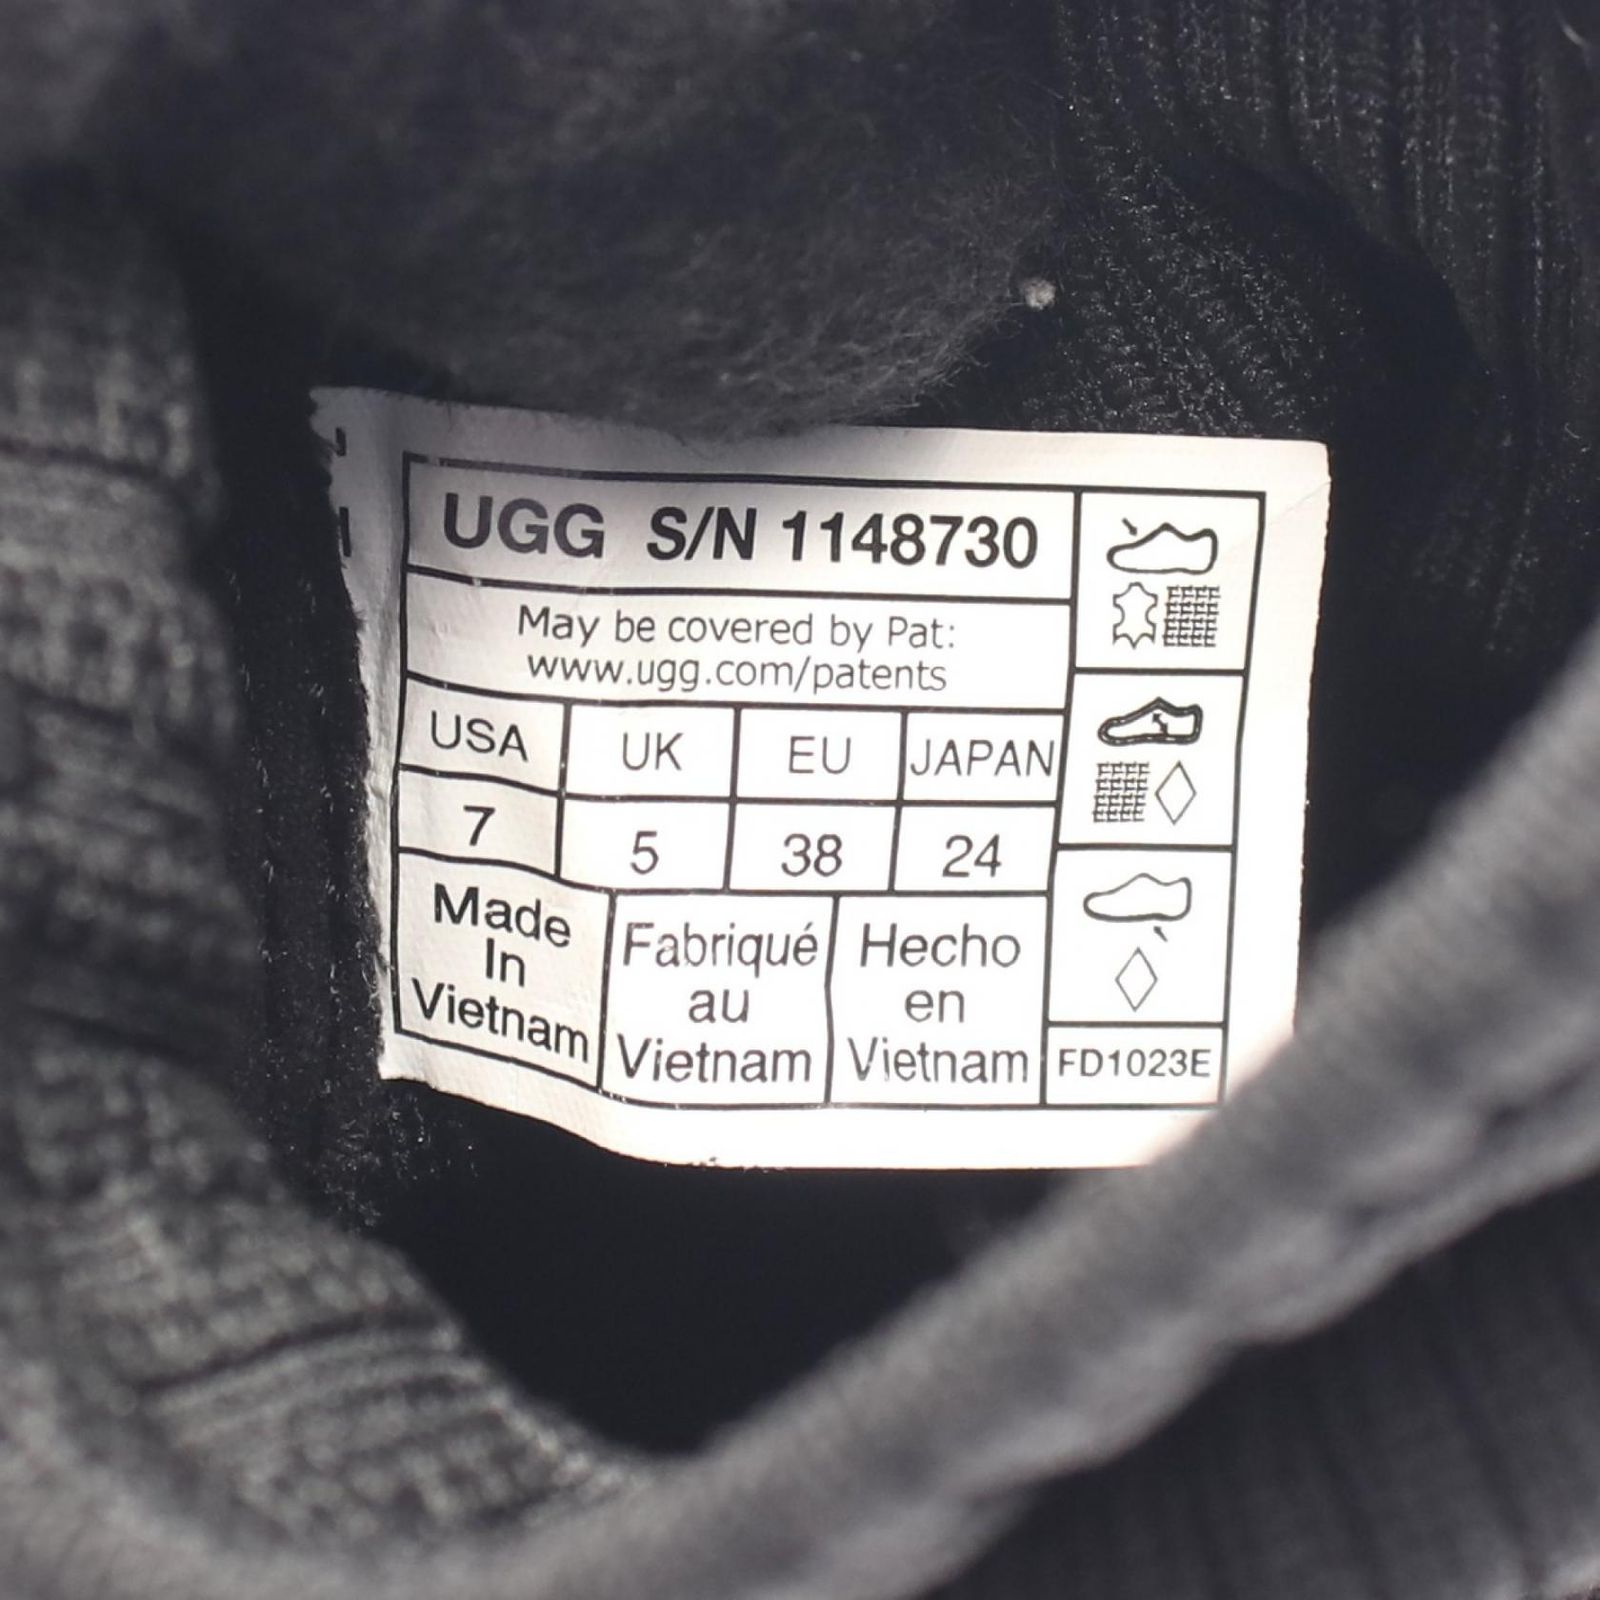 UGG S/N 1148730
May be covered by Pat:
www.ugg.com/patents
USA UK EU JAPAN
7 5 38 24
Made
In
Vietnam
Fabriqué
au
Vietnam
Hecho
en
Vietnam
FD1023E